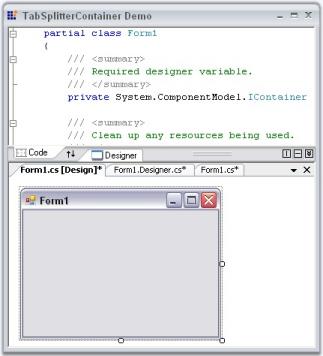 TabSplitterContainer Demo
partial class Form1
{
/// <summary>
/// Required designer variable.
/// </summary>
private System.ComponentModel.IContainer
/// <summary>
/// Clean up any resources being used.
Code Designer
Form1.cs [Design]* Form1.Designer.cs* Form1.cs*
Form1